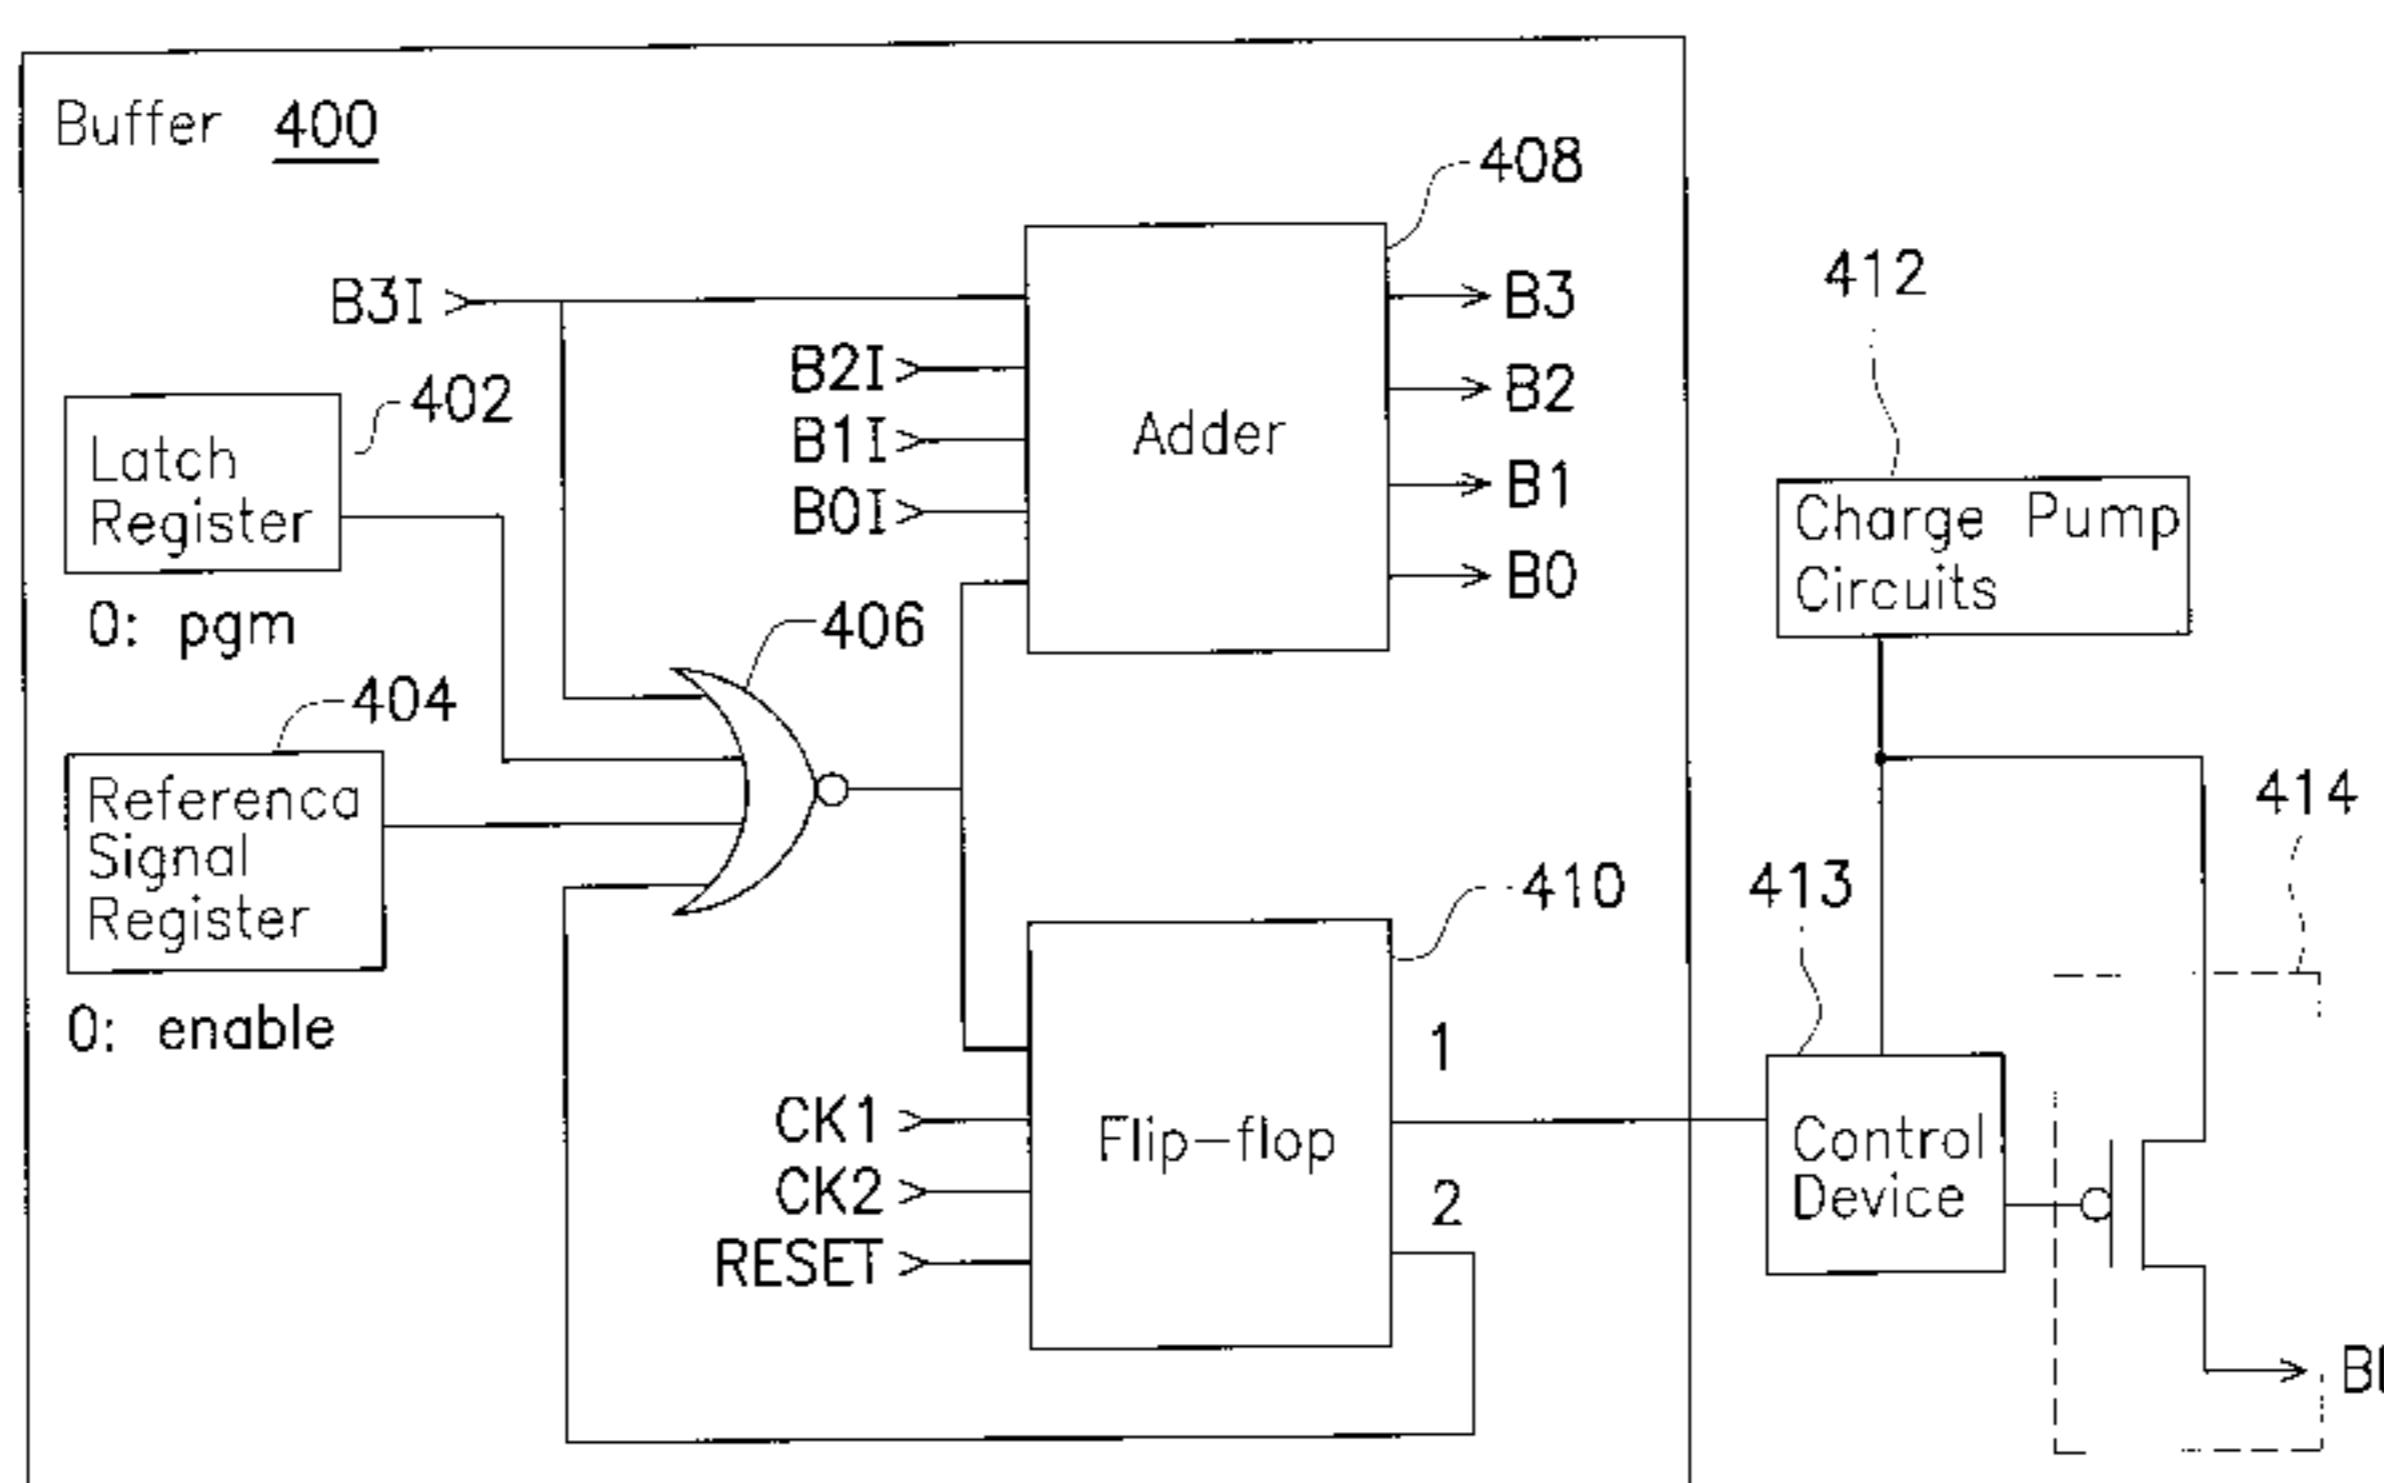 Buffer 400
408
B3I
B3
412
402
B2I
B2
Latch
Register
B1I
Adder
B1
B0I
B0
Charge Pump
Circuits
0: pgm
406
404
Referenca
Signal
Register
414
413
410
0: enable
1
CK1
Flip-flop
Control
Device
CK2
2
RESET